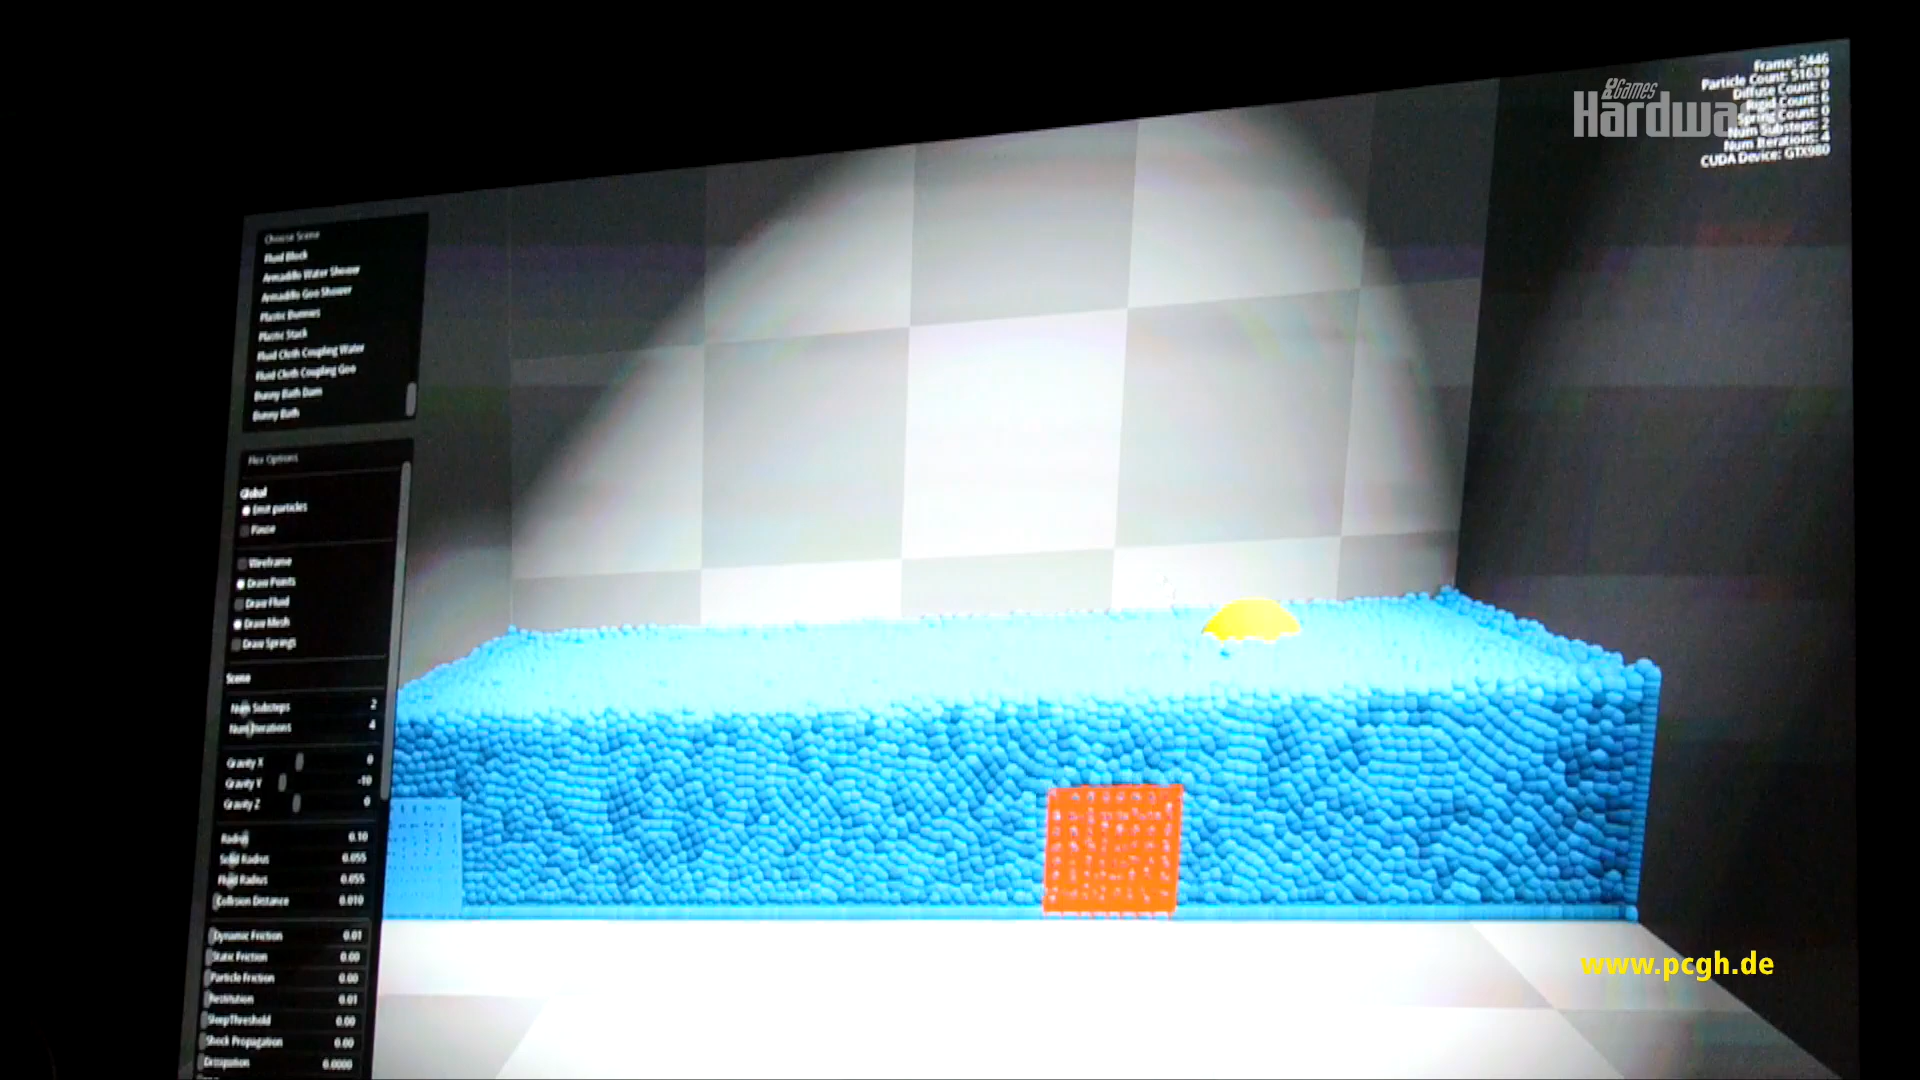 Frame: 2446
Particle Count: 51639
Diffuse Count: 0
Rigid Count: 6
Spring Count: 0
Num Substeps: 2
Num Iterations: 4
CUDA Device: GTX980
Games
Hardwa
Choose Scene
Fluid Block
Armadillo Water Shower
Armadillo Goo Shower
Plastic Bunnies
Plastic Stack
Fluid Cloth Coupling Water
Fluid Cloth Coupling Goo
Bunny Bath Dam
Bunny Bath
Flex Options
Global
Emit particles
Pause
Wireframe
Draw Points
Draw Fluid
Draw Mesh
Draw Springs
Scene
Num Substeps 2
Num Iterations 4
Gravity X 0
Gravity Y -10
Gravity Z 0
Radius 0.10
Solid Radius 0.055
Fluid Radius 0.055
Collision Distance 0.010
Dynamic Friction 0.01
Static Friction 0.00
Particle Friction 0.00
Restitution 0.01
SleepThreshold 0.00
Shock Propagation 0.00
Dissipation 0.0000
www.pcgh.de